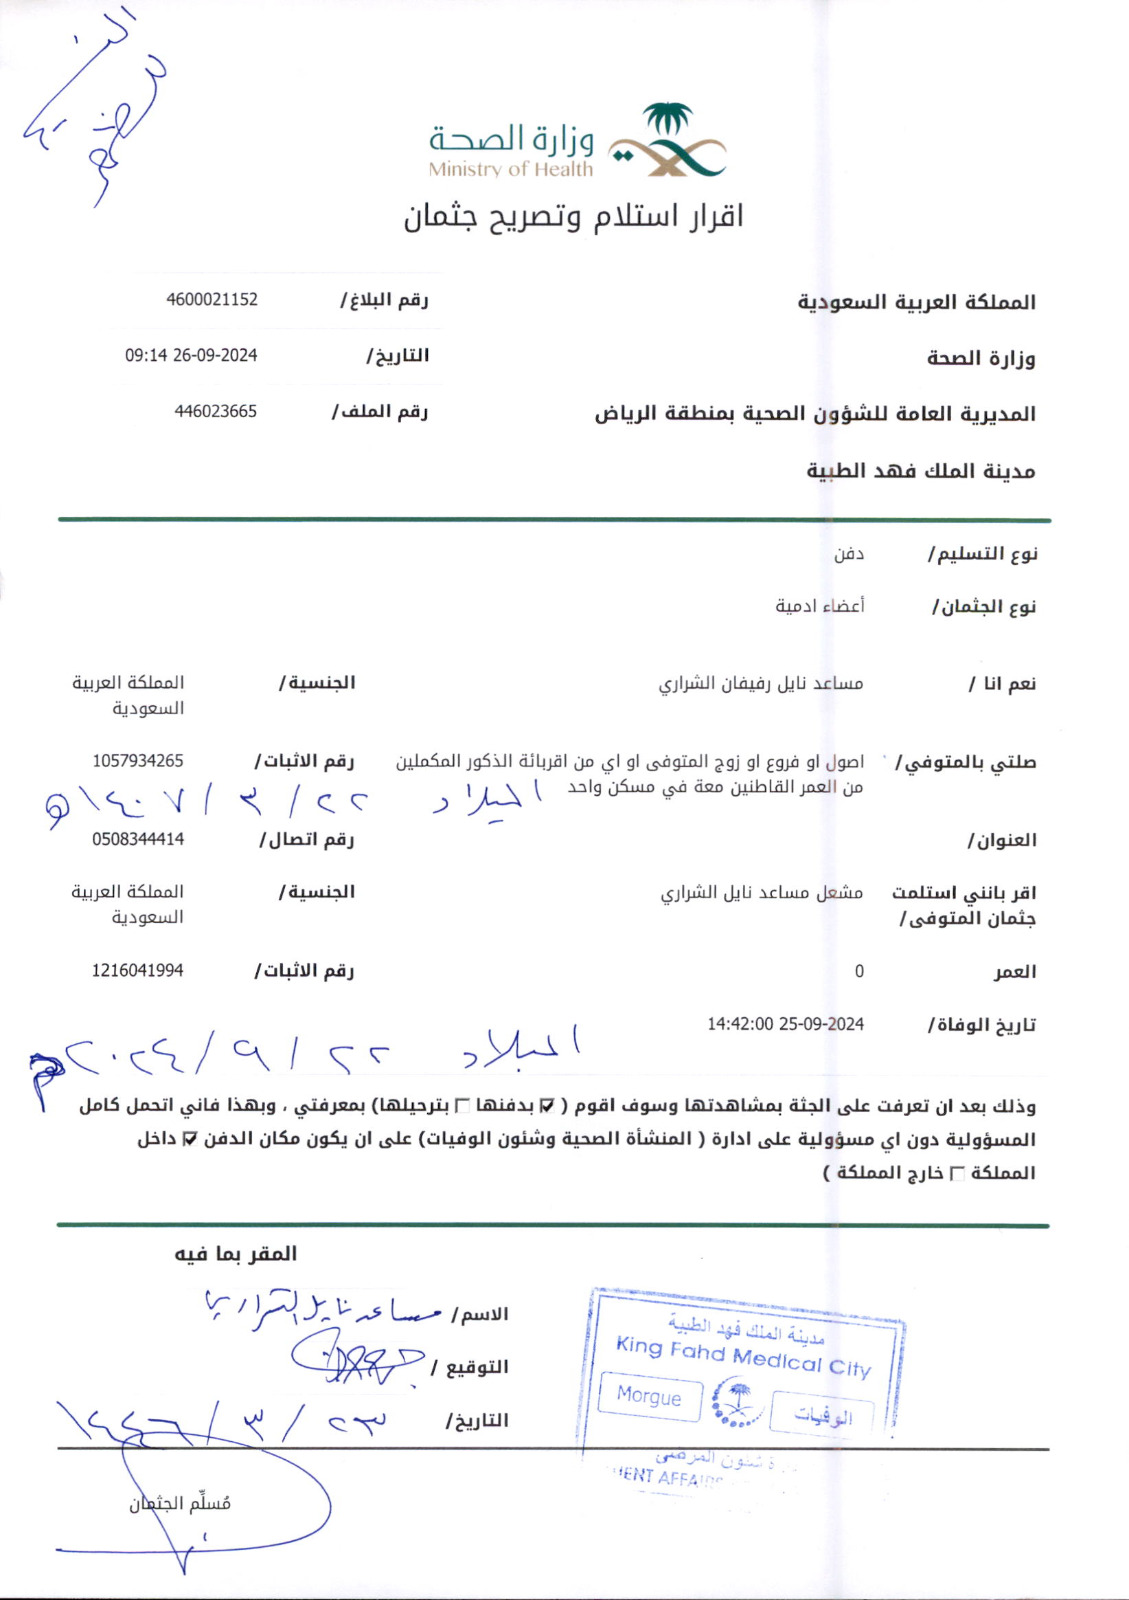 وزارة الصحة
Ministry of Health
اقرار استلام وتصريح جثمان
المملكة العربية السعودية
رقم البلاغ/ 4600021152
وزارة الصحة
التاريخ/ 26-09-2024 09:14
المديرية العامة للشؤون الصحية بمنطقة الرياض
رقم الملف/ 446023665
مدينة الملك فهد الطبية
نوع التسليم/ دفن
نوع الجثمان/ أعضاء ادمية
نعم انا / مساعد نايل رفيفان الشراري
الجنسية/ المملكة العربية
السعودية
صلتي بالمتوفي/ اصول او فروع او زوج المتوفى او اي من اقربائة الذكور المكملين
من العمر القاطنين معة في مسكن واحد
رقم الاثبات/ 1057934265
الميلاد ٢٢ / ٣ / ١٤٠٧ هـ
العنوان/
رقم اتصال/ 0508344414
اقر بانني استلمت
جثمان المتوفى/ مشعل مساعد نايل الشراري
الجنسية/ المملكة العربية
السعودية
العمر 0
رقم الاثبات/ 1216041994
تاريخ الوفاة/ 25-09-2024 14:42:00
الميلاد ٢٢ / ٩ / ٢٠٢٤ م
وذلك بعد ان تعرفت على الجثة بمشاهدتها وسوف اقوم ( ☑ بدفنها ☐ بترحيلها) بمعرفتي ، وبهذا فاني اتحمل كامل
المسؤولية دون اي مسؤولية على ادارة ( المنشأة الصحية وشئون الوفيات) على ان يكون مكان الدفن ☑ داخل
المملكة ☐ خارج المملكة )
المقر بما فيه
الاسم/ مساعد نايل الشراري
التوقيع /
التاريخ/ ٢٣ / ٣ / ١٤٤٦
مُسلِّم الجثمان
مدينة الملك فهد الطبية
King Fahd Medical City
Morgue
الوفيات
شئون المرضى